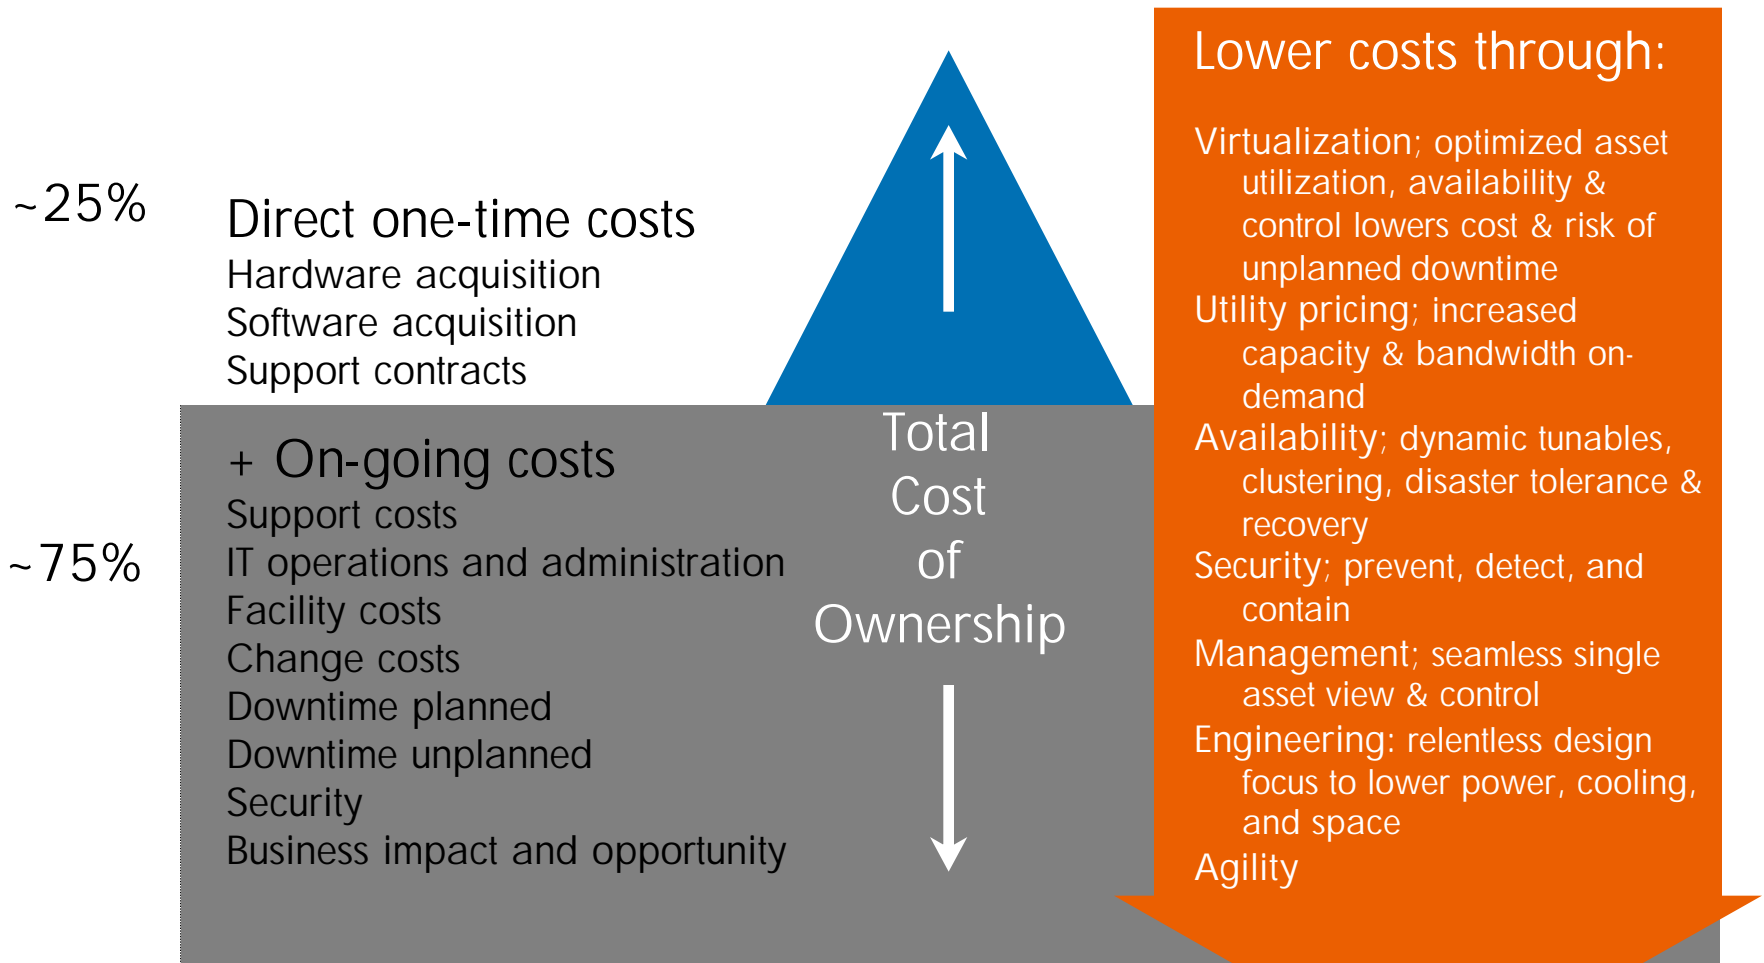 ~25%
Direct one-time costs
Hardware acquisition
Software acquisition
Support contracts
~75%
+ On-going costs
Support costs
IT operations and administration
Facility costs
Change costs
Downtime planned
Downtime unplanned
Security
Business impact and opportunity
Total
Cost
of
Ownership
Lower costs through:
Virtualization; optimized asset
utilization, availability &
control lowers cost & risk of
unplanned downtime
Utility pricing; increased
capacity & bandwidth on-
demand
Availability; dynamic tunables,
clustering, disaster tolerance &
recovery
Security; prevent, detect, and
contain
Management; seamless single
asset view & control
Engineering: relentless design
focus to lower power, cooling,
and space
Agility